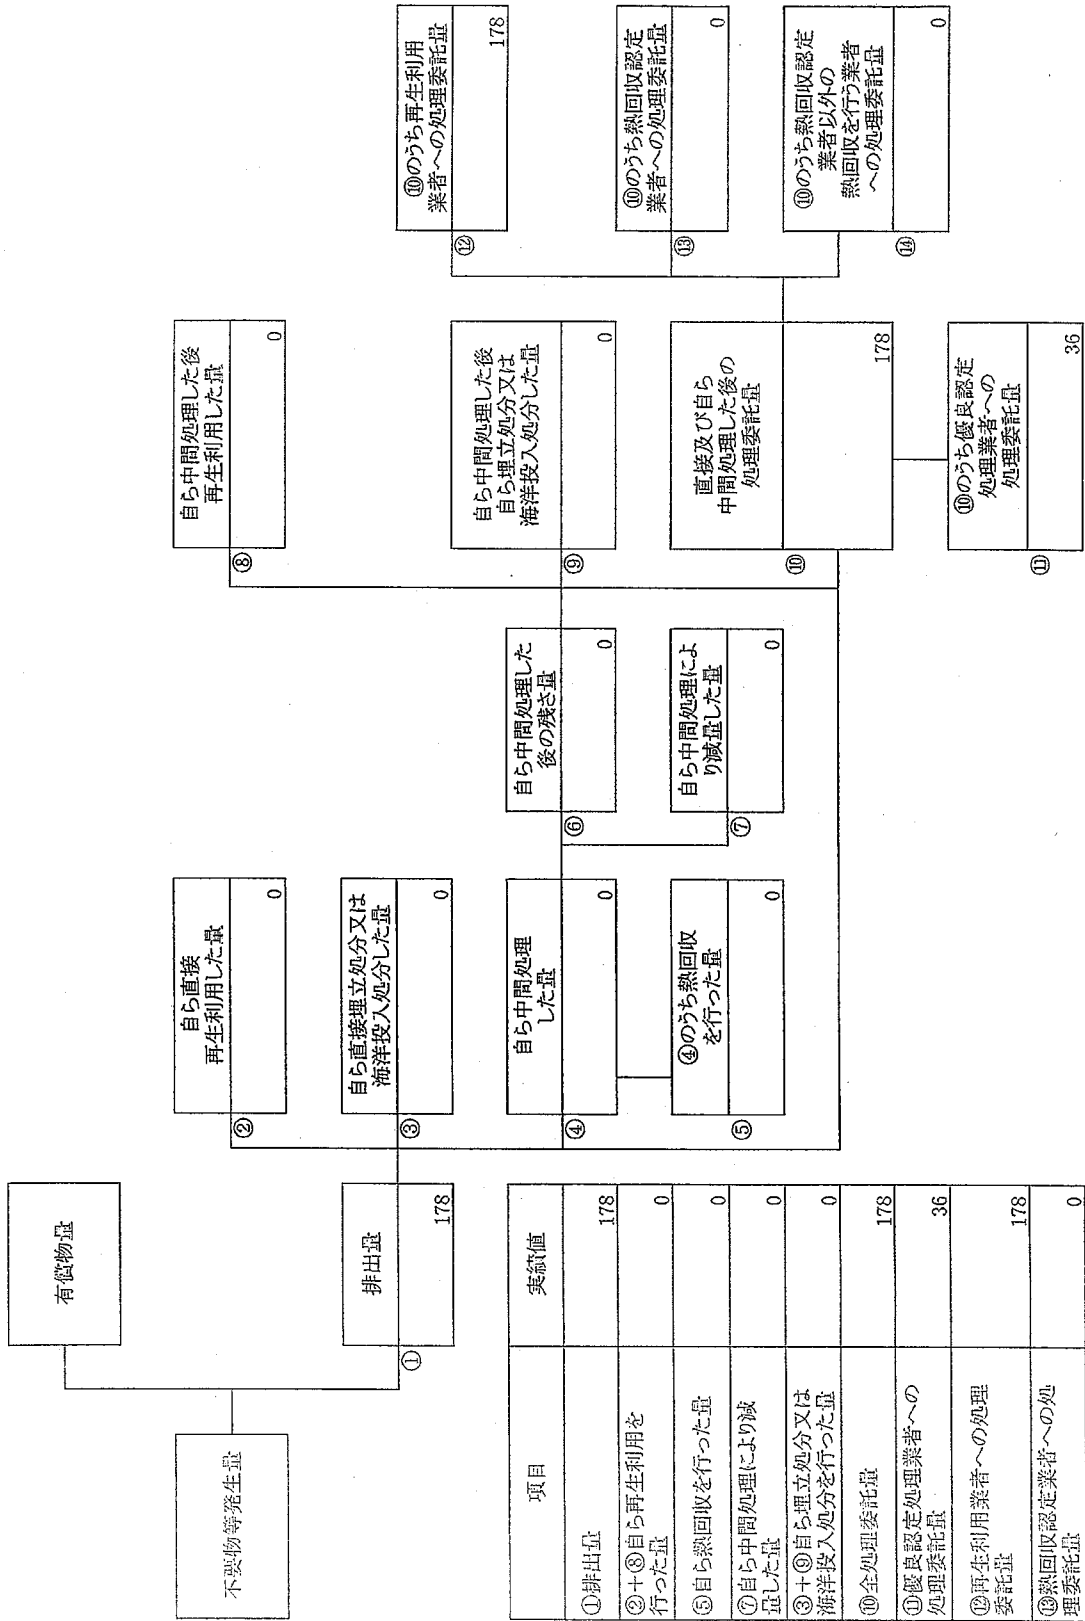 不要物等発生量
有償物量
排出量
①
178
自ら直接
再生利用した量
②
0
自ら直接埋立処分又は
海洋投入処分した量
③
0
自ら中間処理
した量
④
0
④のうち熱回収
を行った量
⑤
0
自ら中間処理した
後の残さ量
⑥
0
自ら中間処理によ
り減量した量
⑦
0
自ら中間処理した後
再生利用した量
⑧
0
自ら中間処理した後
自ら埋立処分又は
海洋投入処分した量
⑨
0
直接及び自ら
中間処理した後の
処理委託量
⑩
178
⑩のうち優良認定
処理業者への
処理委託量
⑪
36
⑩のうち再生利用
業者への処理委託量
⑫
178
⑩のうち熱回収認定
業者への処理委託量
⑬
0
⑩のうち熱回収認定
業者以外の
熱回収を行う業者
への処理委託量
⑭
0
項目 実績値
①排出量 178
②+⑧自ら再生利用を
行った量 0
⑤自ら熱回収を行った量 0
⑦自ら中間処理により減
量した量 0
③+⑨自ら埋立処分又は
海洋投入処分を行った量 0
⑩全処理委託量 178
⑪優良認定処理業者への
処理委託量 36
⑫再生利用業者への処理
委託量 178
⑬熱回収認定業者への処
理委託量 0